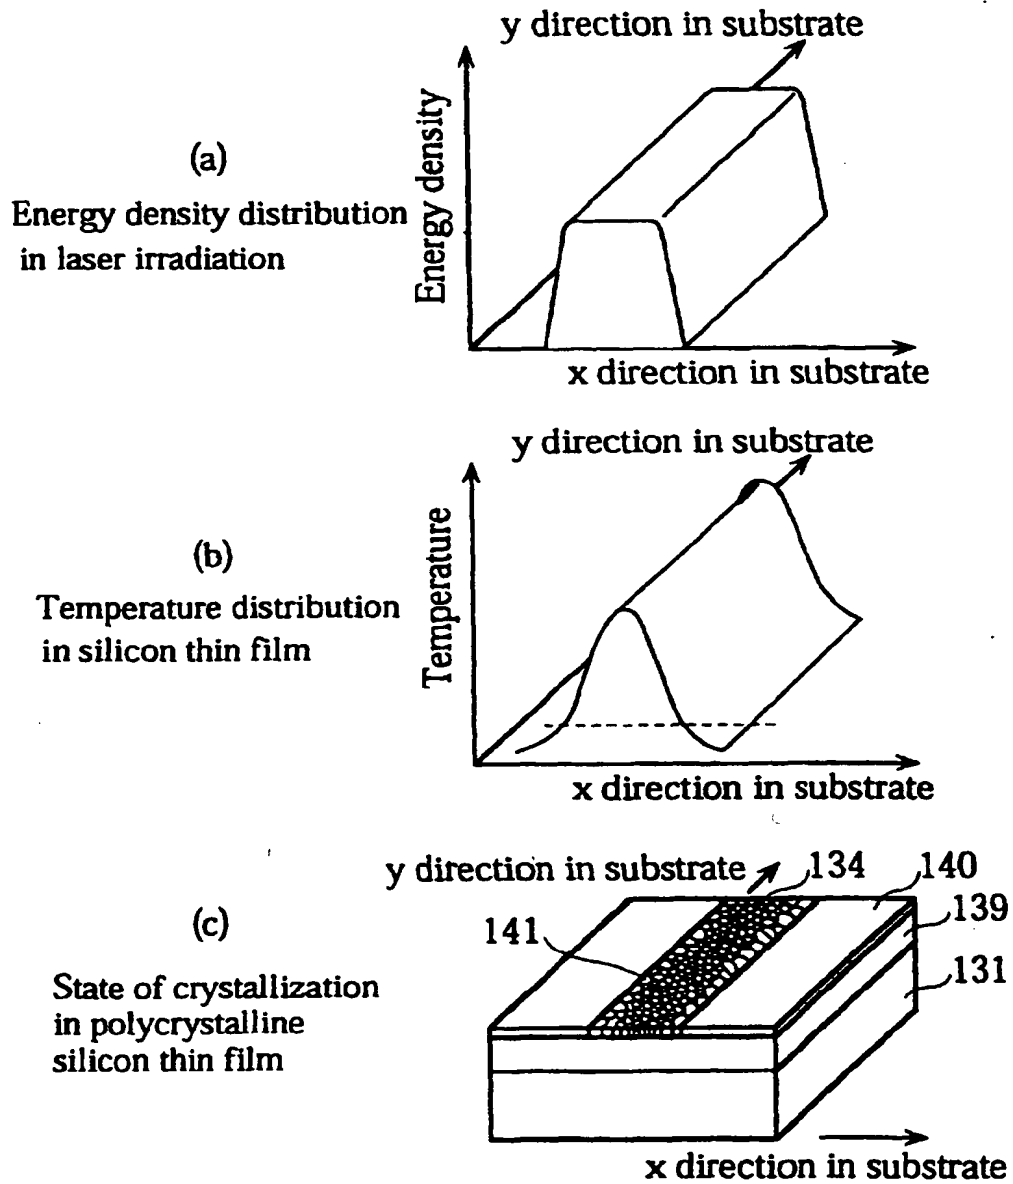 y direction in substrate
Energy density
(a)
Energy density distribution
in laser irradiation
x direction in substrate
y direction in substrate
Temperature
(b)
Temperature distribution
in silicon thin film
x direction in substrate
y direction in substrate
134
140
139
131
141
(c)
State of crystallization
in polycrystalline
silicon thin film
x direction in substrate